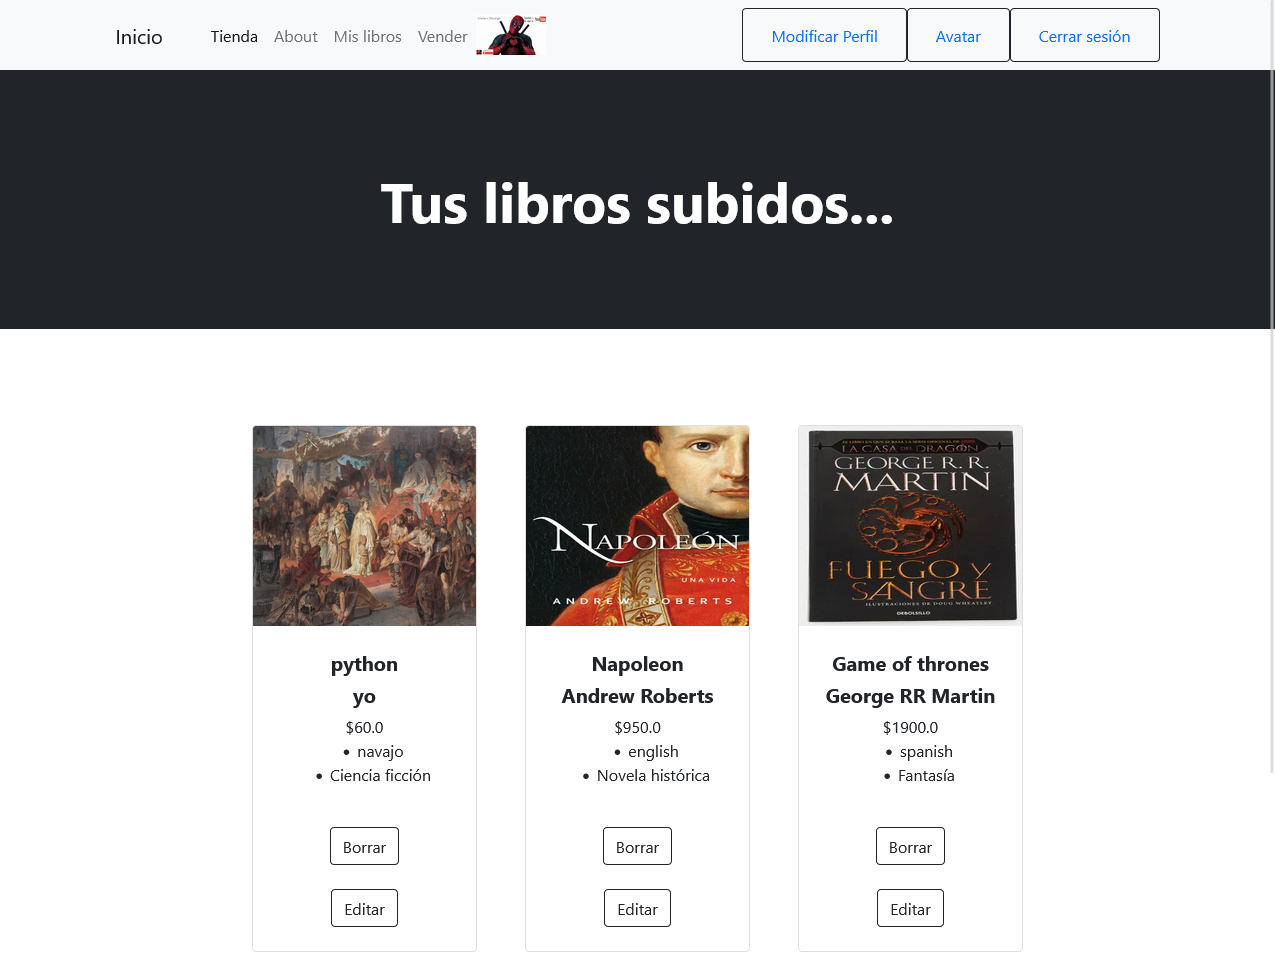 Inicio
Tienda
About
Mis libros
Vender
Modificar Perfil
Avatar
Cerrar sesión
Tus libros subidos...
NAPOLEÓN
UNA VIDA
ANDREW ROBERTS
LA CASA DEL DRAGÓN
GEORGE R. R.
MARTIN
FUEGO Y
SANGRE
ILUSTRACIONES DE DOUG WHEATLEY
DEBOLSILLO
python
yo
$60.0
• navajo
• Ciencia ficción
Borrar
Editar
Napoleon
Andrew Roberts
$950.0
• english
• Novela histórica
Borrar
Editar
Game of thrones
George RR Martin
$1900.0
• spanish
• Fantasía
Borrar
Editar